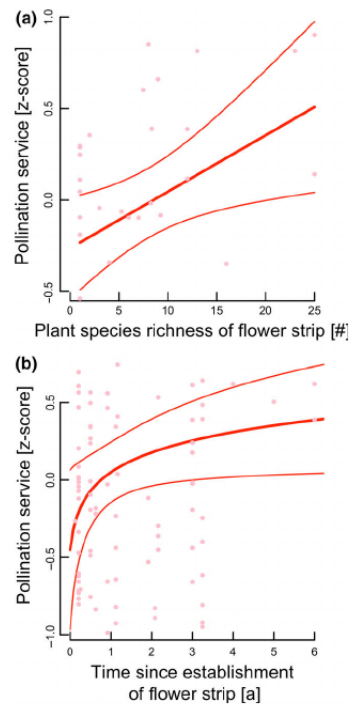 (a)
Pollination service [z-score]
1.0
0.5
0.0
−0.5
0 5 10 15 20 25
Plant species richness of flower strip [#]
(b)
Pollination service [z-score]
0.5
0.0
−0.5
−1.0
0 1 2 3 4 5 6
Time since establishment
of flower strip [a]